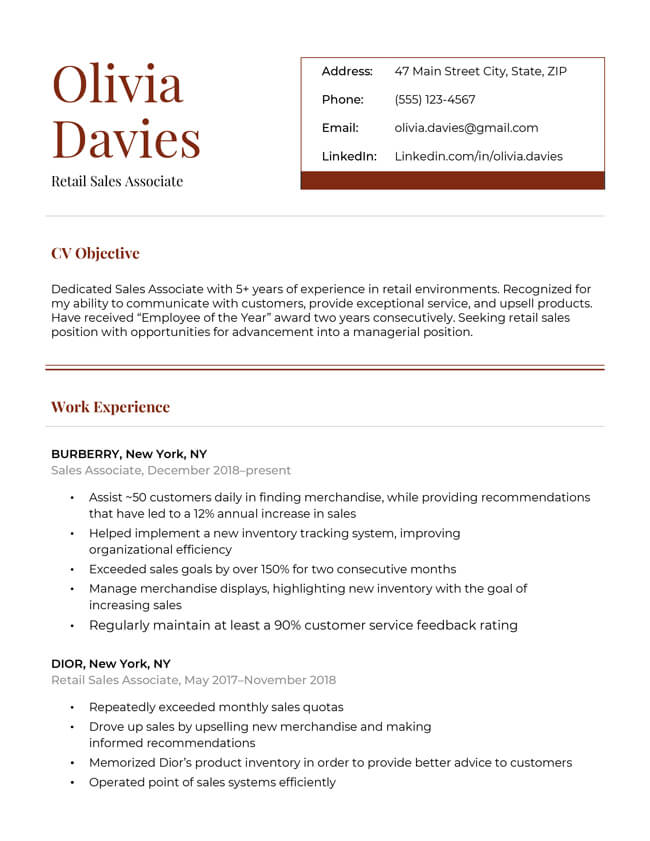 Olivia
Davies
Retail Sales Associate
Address: 47 Main Street City, State, ZIP
Phone: (555) 123-4567
Email: olivia.davies@gmail.com
LinkedIn: Linkedin.com/in/olivia.davies
CV Objective
Dedicated Sales Associate with 5+ years of experience in retail environments. Recognized for
my ability to communicate with customers, provide exceptional service, and upsell products.
Have received “Employee of the Year” award two years consecutively. Seeking retail sales
position with opportunities for advancement into a managerial position.
Work Experience
BURBERRY, New York, NY
Sales Associate, December 2018–present
• Assist ~50 customers daily in finding merchandise, while providing recommendations
that have led to a 12% annual increase in sales
• Helped implement a new inventory tracking system, improving
organizational efficiency
• Exceeded sales goals by over 150% for two consecutive months
• Manage merchandise displays, highlighting new inventory with the goal of
increasing sales
• Regularly maintain at least a 90% customer service feedback rating
DIOR, New York, NY
Retail Sales Associate, May 2017–November 2018
• Repeatedly exceeded monthly sales quotas
• Drove up sales by upselling new merchandise and making
informed recommendations
• Memorized Dior’s product inventory in order to provide better advice to customers
• Operated point of sales systems efficiently